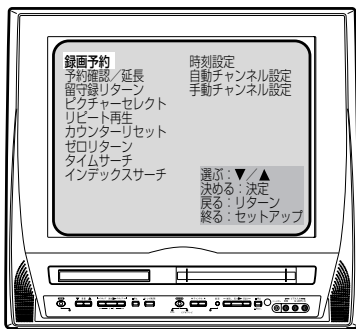 録画予約
予約確認／延長
留守録リターン
ピクチャーセレクト
リピート再生
カウンターリセット
ゼロリターン
タイムサーチ
インデックスサーチ
時刻設定
自動チャンネル設定
手動チャンネル設定
選ぶ：▼／▲
決める：決定
戻る：リターン
終る：セットアップ